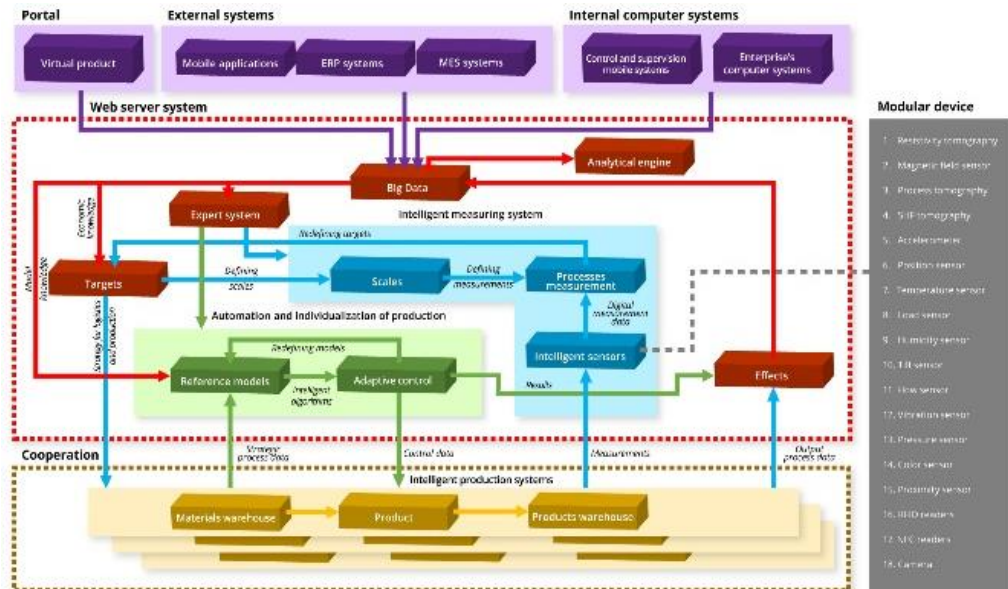 Portal
External systems
Internal computer systems
Virtual product
Mobile applications
ERP systems
MES systems
Control and supervision
mobile systems
Enterprise's
computer systems
Web server system
Modular device
Analytical engine
Big Data
Expert system
Intelligent measuring system
Economic
knowledge
Model
knowledge
Redefining targets
Targets
Defining
scales
Scales
Defining
measurements
Processes
measurement
Strategy for logistics
and production
Automation and individualization of production
Digital
measurement
data
Redefining models
Intelligent sensors
Reference models
Intelligent
algorithms
Adaptive control
Results
Effects
Cooperation
Strategic
process data
Control data
Measurements
Output
process data
Intelligent production systems
Materials warehouse
Product
Products warehouse
1. Resistivity tomography
2. Magnetic field sensor
3. Process tomography
4. tomography
5. Accelerometer
6. Position sensor
7. Temperature sensor
8. Load sensor
9. Humidity sensor
10. Tilt sensor
11. Flow sensor
12. Vibration sensor
13. Pressure sensor
14. Color sensor
15. Proximity sensor
16. RFID readers
17. NFC readers
18. Camera